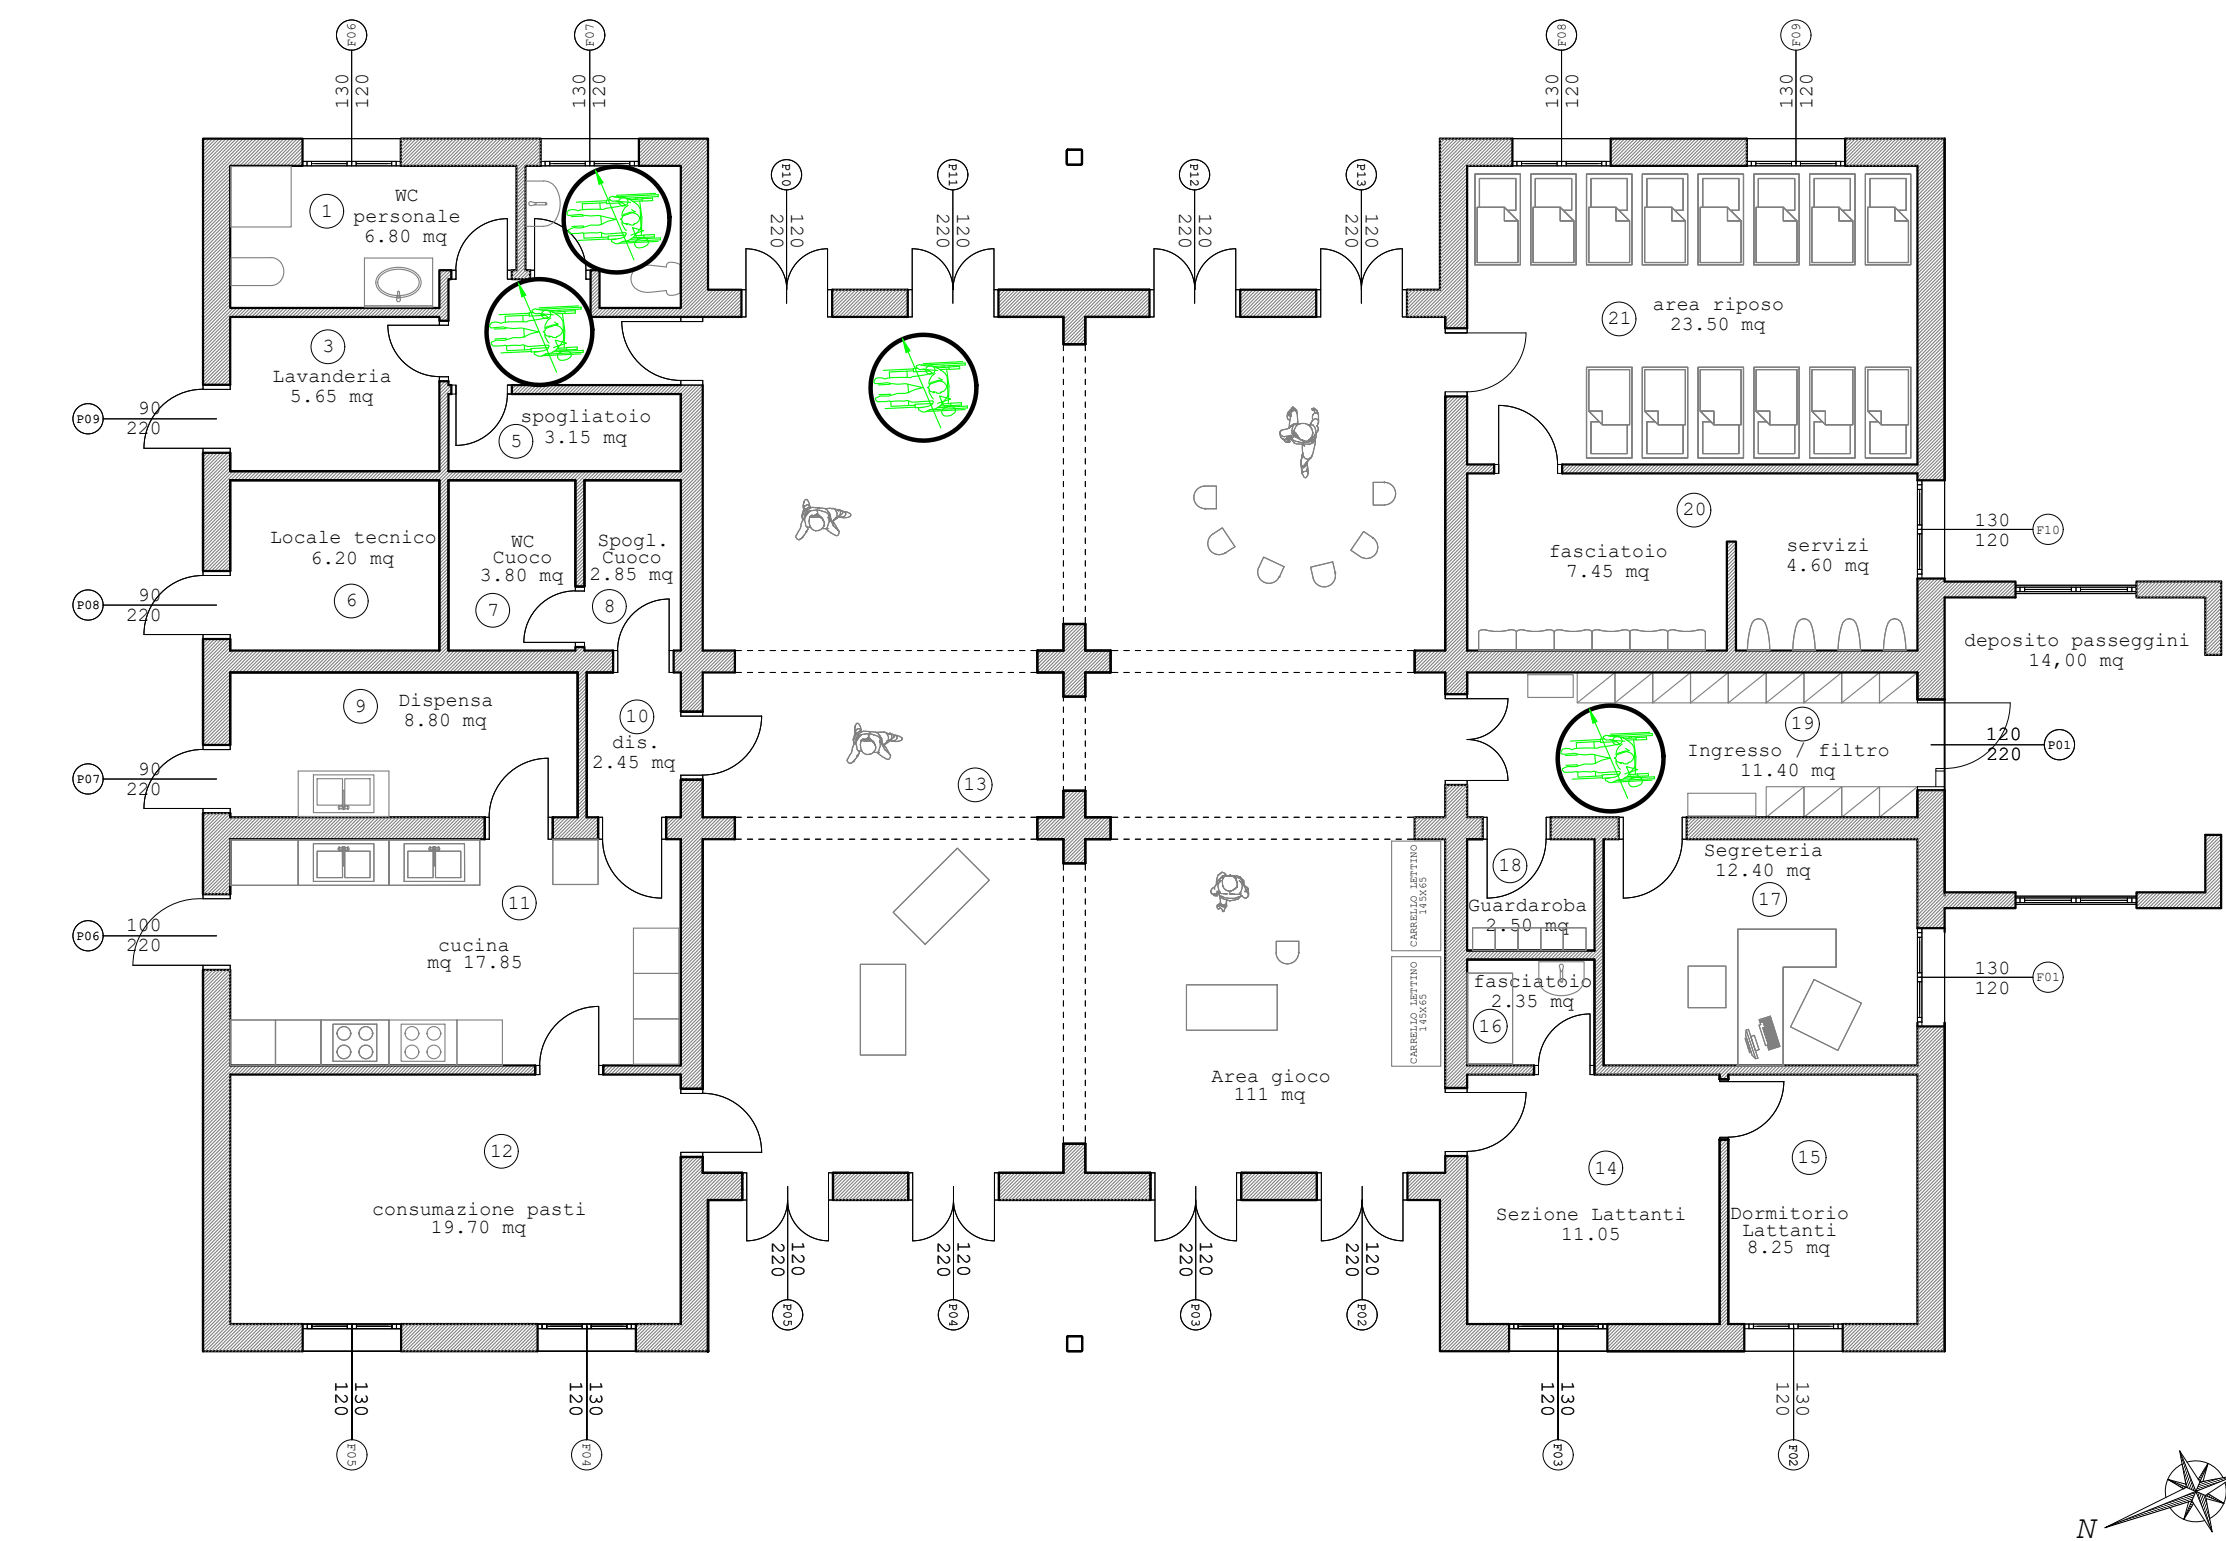 F06
F07
F08
F09
130
120
130
120
130
120
130
120
P10
P11
P12
P13
120
220
120
220
120
220
120
220
1
WC
personale
6.80 mq
3
Lavanderia
5.65 mq
spogliatoio
3.15 mq
5
21
area riposo
23.50 mq
P09
90
220
Locale tecnico
6.20 mq
6
WC
Cuoco
3.80 mq
7
Spogl.
Cuoco
2.85 mq
8
20
fasciatoio
7.45 mq
servizi
4.60 mq
130
120
F10
P08
90
220
deposito passeggini
14,00 mq
9
Dispensa
8.80 mq
10
dis.
2.45 mq
13
19
Ingresso / filtro
11.40 mq
120
220
P01
P07
90
220
11
cucina
mq 17.85
P06
100
220
CARRELLO LETTINO
145X65
CARRELLO LETTINO
145X65
18
Guardaroba
2.50 mq
Segreteria
12.40 mq
17
fasciatoio
2.35 mq
16
130
120
F01
Area gioco
111 mq
12
consumazione pasti
19.70 mq
14
Sezione Lattanti
11.05
15
Dormitorio
Lattanti
8.25 mq
120
220
120
220
120
220
120
220
P05
P04
P03
P02
130
120
130
120
130
120
130
120
F05
F04
F03
F02
N